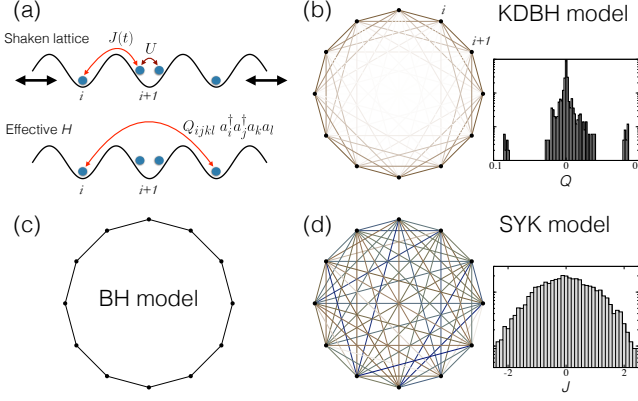 (a)
Shaken lattice
J(t)
U
i
i+1
Effective H
Q_{ijkl} a_i^† a_j^† a_k a_l
i
i+1
(b)
KDBH model
i
i+1
0.1
0
Q
(c)
BH model
(d)
SYK model
-2
0
2
J